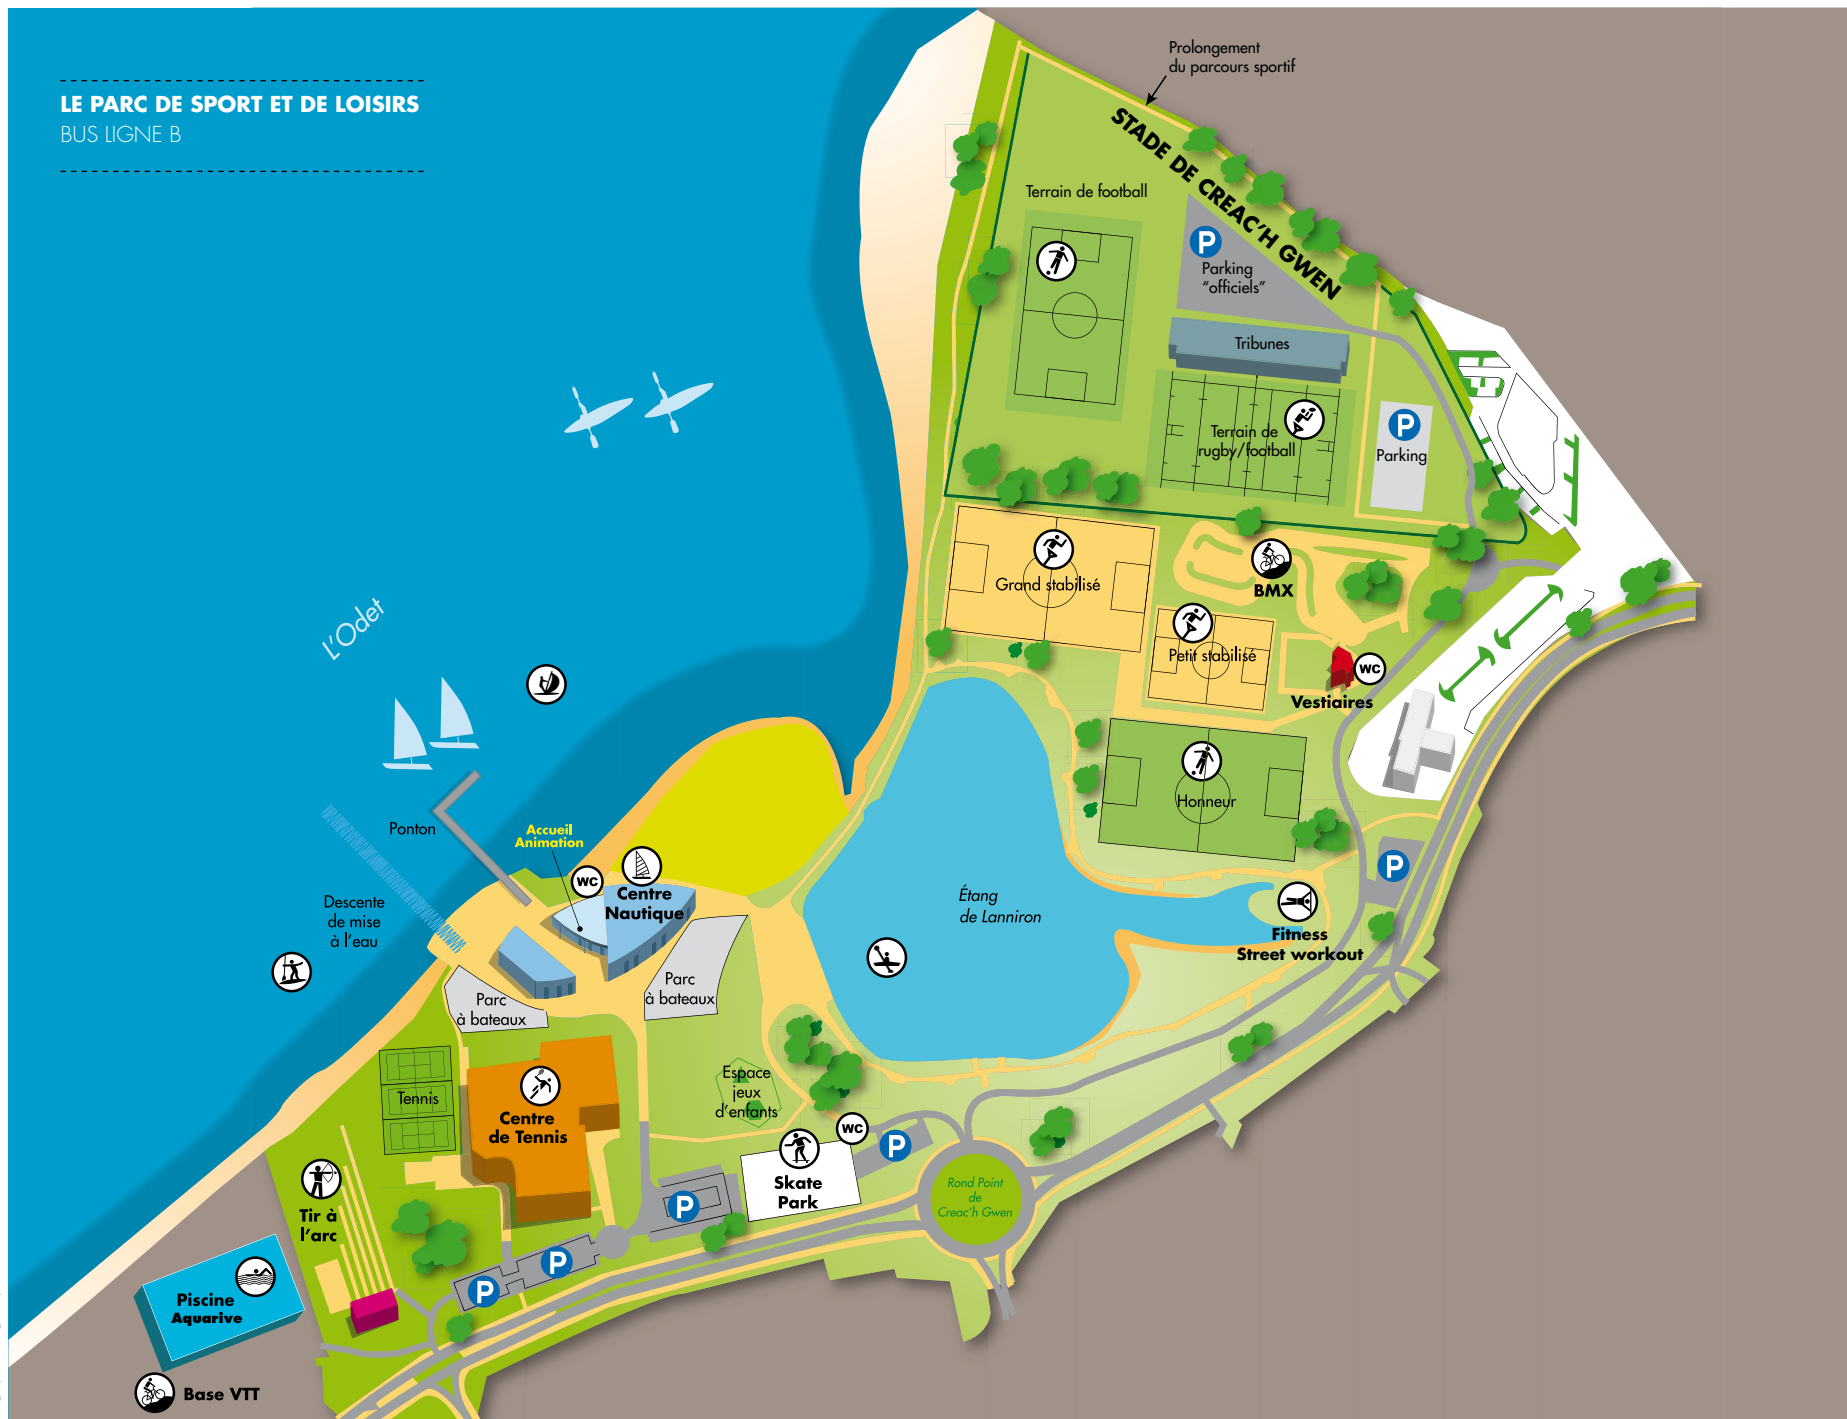 LE PARC DE SPORT ET DE LOISIRS
BUS LIGNE B
Prolongement
du parcours sportif
STADE DE CREAC'H GWEN
Terrain de football
P
Parking
"officiels"
Tribunes
Terrain de
rugby/football
P
Parking
Grand stabilisé
BMX
Petit stabilisé
WC
Vestiaires
Honneur
L'Odet
Ponton
Accueil
Animation
WC
Centre
Nautique
P
Descente
de mise
à l'eau
Étang
de Lanniron
Fitness
Street workout
Parc
à bateaux
Parc
à bateaux
Tennis
Espace
jeux
d'enfants
Centre
de Tennis
WC
P
Skate
Park
P
Rond Point
de
Creac'h Gwen
Tir à
l'arc
P
P
Piscine
Aquarive
Base VTT